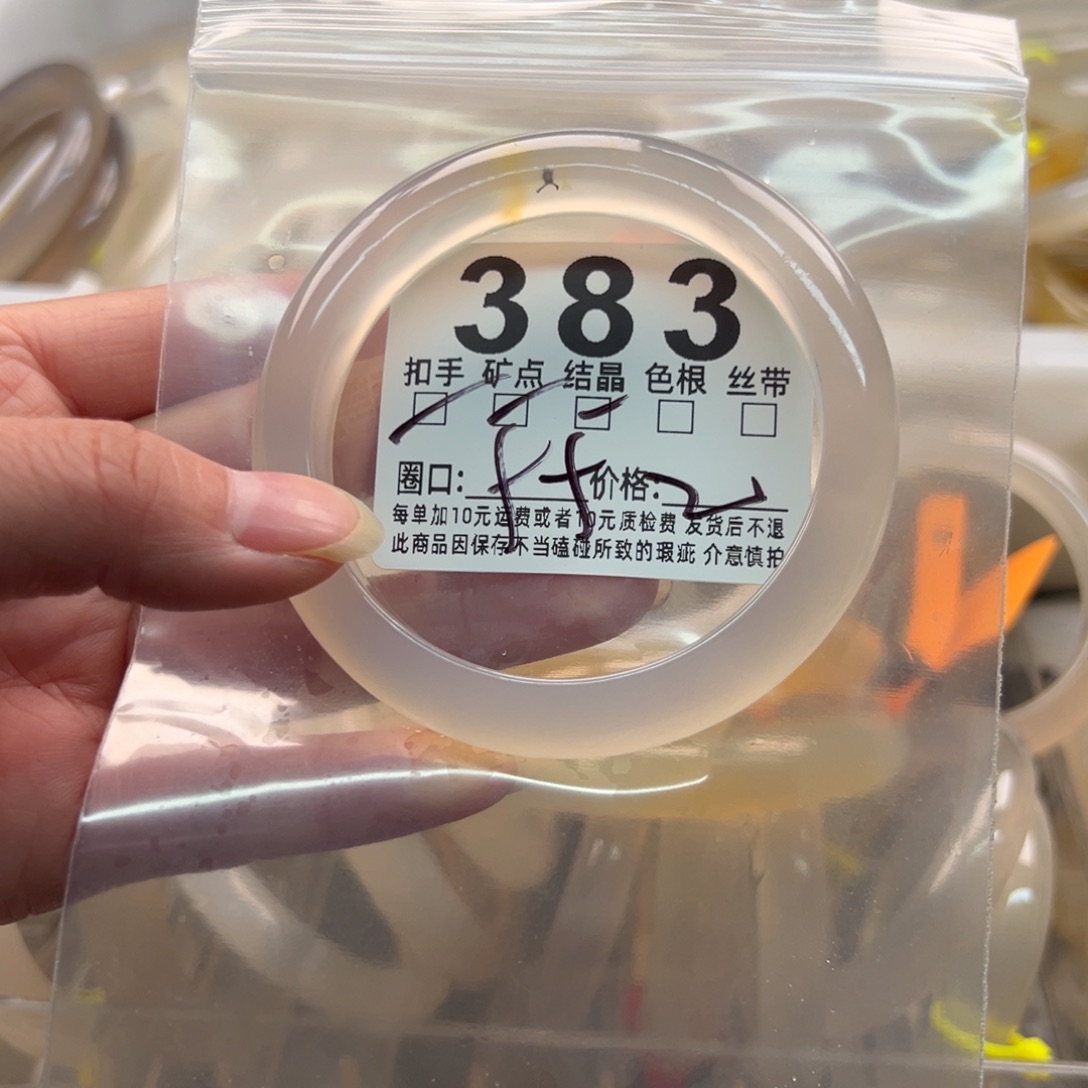 383
扣手 矿点 结晶 色根 丝带
圈口: 价格:
每单加10元运费或者10元质检费 发货后不退
此商品因保存不当磕碰所致的瑕疵 介意慎拍